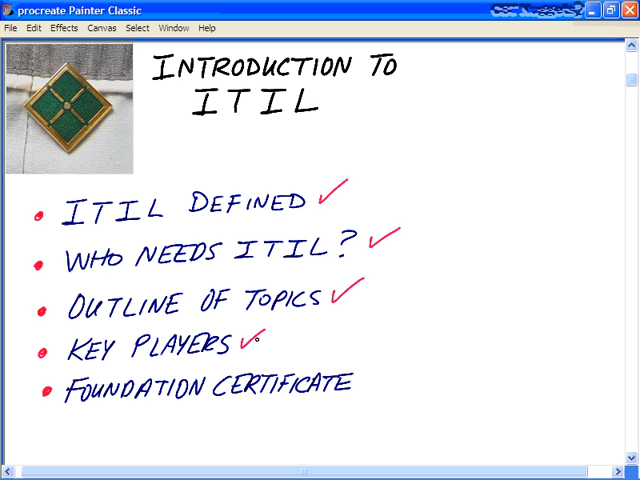 procreate Painter Classic
File Edit Effects Canvas Select Window Help
INTRODUCTION TO
ITIL
• ITIL DEFINED ✓
• WHO NEEDS ITIL? ✓
• OUTLINE OF TOPICS ✓
• KEY PLAYERS ✓
• FOUNDATION CERTIFICATE